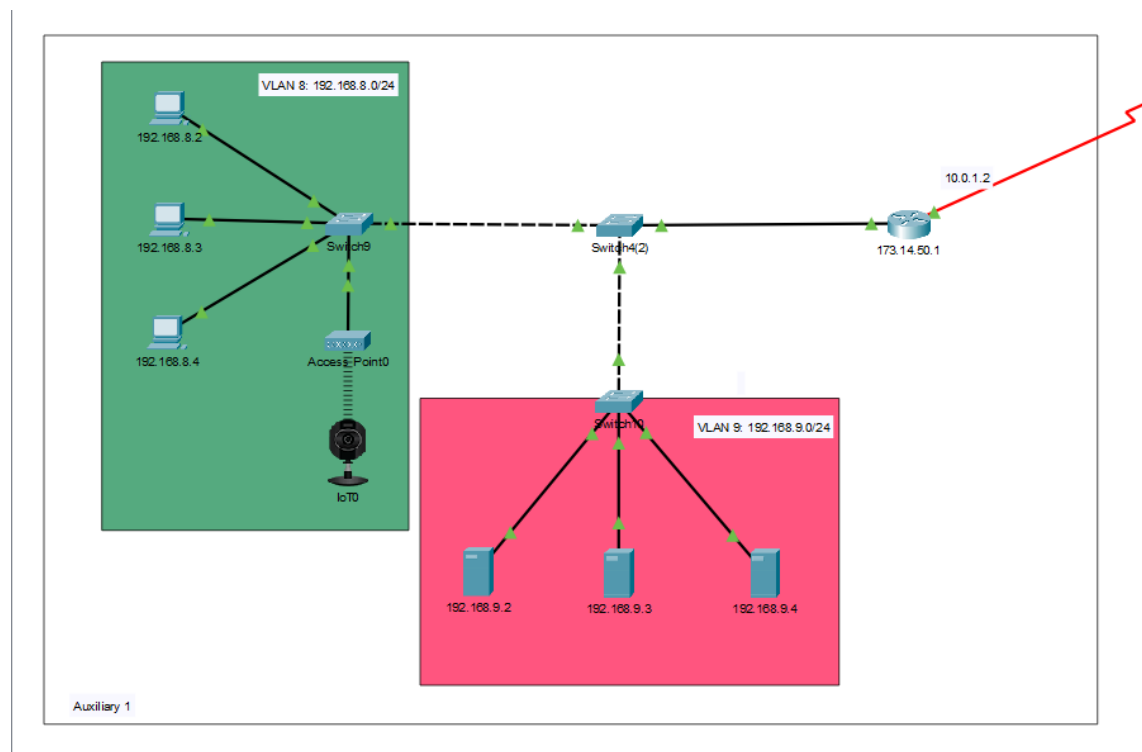 VLAN 8: 192.168.8.0/24
192.168.8.2
10.0.1.2
192.168.8.3
Switch9
Switch4(2)
173.14.50.1
192.168.8.4
Access Point0
Switch10
VLAN 9: 192.168.9.0/24
IoT0
192.168.9.2
192.168.9.3
192.168.9.4
Auxiliary 1